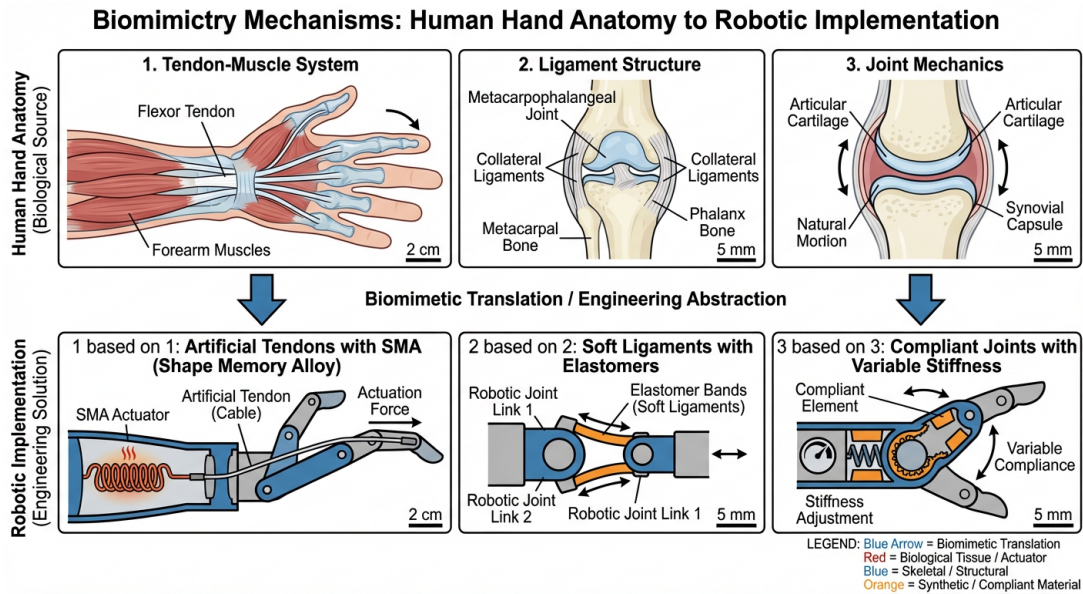 Biomimicry Mechanisms: Human Hand Anatomy to Robotic Implementation
Human Hand Anatomy
(Biological Source)
1. Tendon-Muscle System
Flexor Tendon
Forearm Muscles
2 cm
2. Ligament Structure
Metacarpophalangeal
Joint
Collateral
Ligaments
Collateral
Ligaments
Metacarpal
Bone
Phalanx
Bone
5 mm
3. Joint Mechanics
Articular
Cartilage
Articular
Cartilage
Natural
Mordion
Synovial
Capsule
5 mm
Biomimetic Translation / Engineering Abstraction
Robotic Implementation
(Engineering Solution)
1 based on 1: Artificial Tendons with SMA
(Shape Memory Alloy)
SMA Actuator
Artificial Tendon
(Cable)
Actuation
Force
2 cm
2 based on 2: Soft Ligaments with
Elastomers
Robotic Joint
Link 1
Elastomer Bands
(Soft Ligaments)
Robotic Joint
Link 2
Robotic Joint Link 1
5 mm
3 based on 3: Compliant Joints with
Variable Stiffness
Compliant
Element
Variable
Compliance
Stiffness
Adjustment
5 mm
LEGEND: Blue Arrow = Biomimetic Translation
Red = Biological Tissue / Actuator
Blue = Skeletal / Structural
Orange = Synthetic / Compliant Material